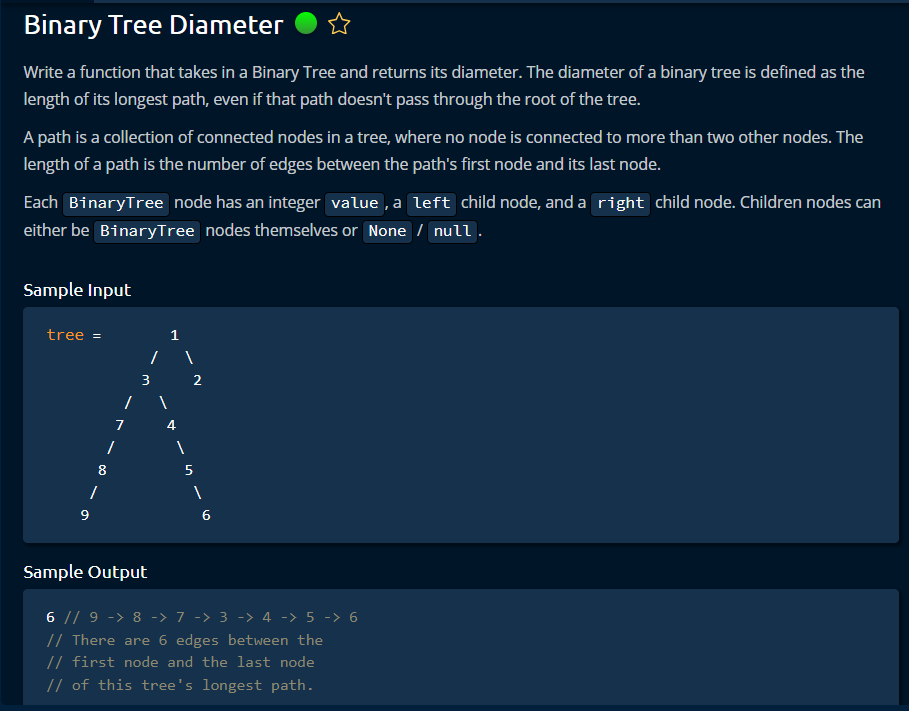 Binary Tree Diameter
Write a function that takes in a Binary Tree and returns its diameter. The diameter of a binary tree is defined as the
length of its longest path, even if that path doesn't pass through the root of the tree.
A path is a collection of connected nodes in a tree, where no node is connected to more than two other nodes. The
length of a path is the number of edges between the path's first node and its last node.
Each BinaryTree node has an integer value, a left child node, and a right child node. Children nodes can
either be BinaryTree nodes themselves or None / null.
Sample Input
tree =        1
            /   \
           3     2
         /   \
        7     4
       /       \
      8         5
     /           \
    9             6
Sample Output
6 // 9 -> 8 -> 7 -> 3 -> 4 -> 5 -> 6
// There are 6 edges between the
// first node and the last node
// of this tree's longest path.